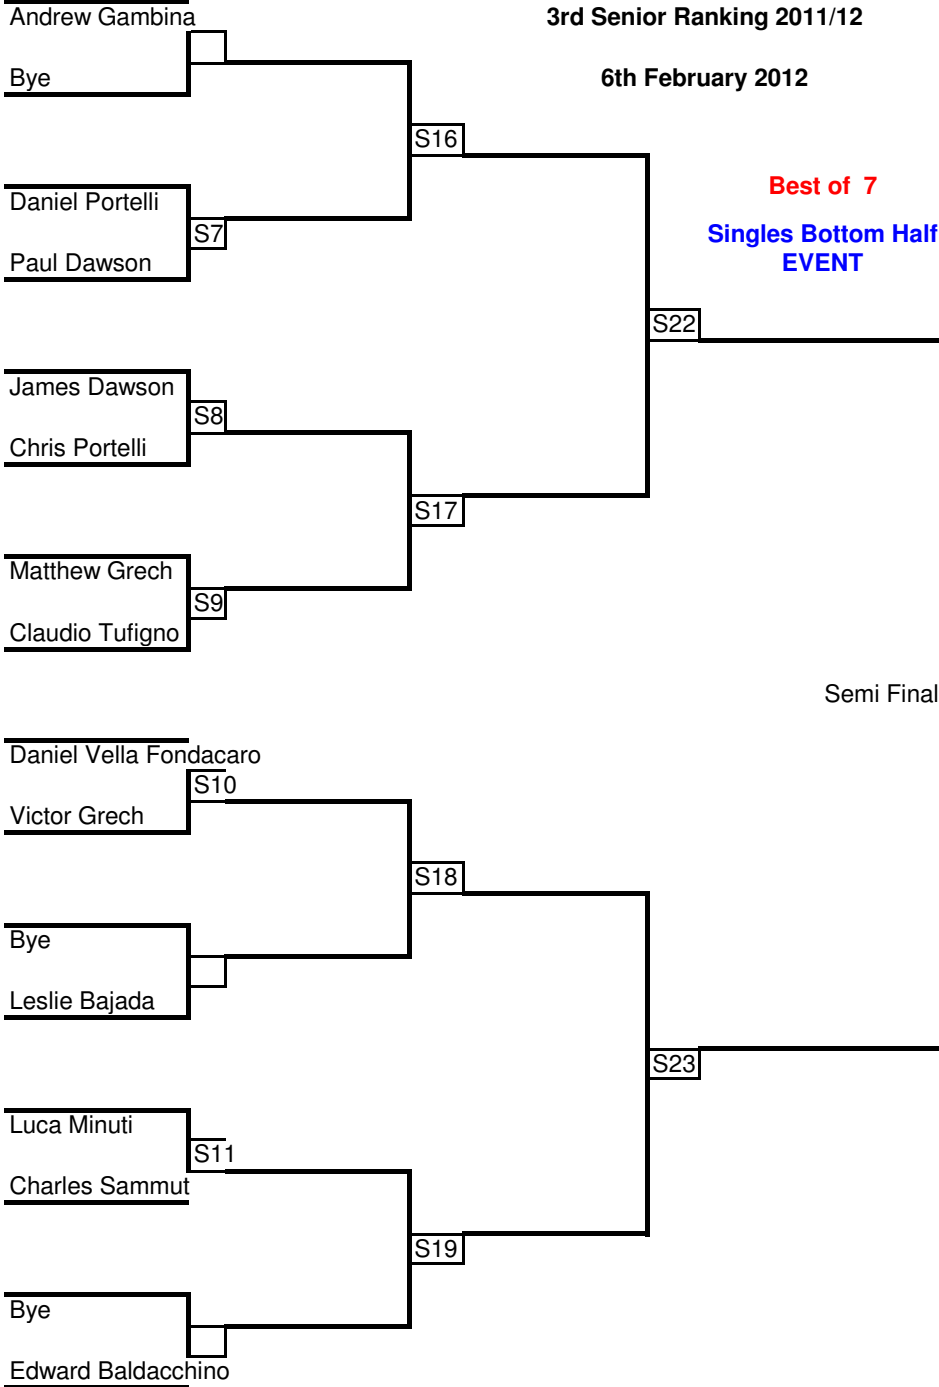 Andrew Gambina
3rd Senior Ranking 2011/12
Bye
6th February 2012
S16
Best of  7
Daniel Portelli
S7
Singles Bottom Half
Paul Dawson
EVENT
S22
James Dawson
S8
Chris Portelli
S17
Matthew Grech
S9
Claudio Tufigno
Semi Final
Daniel Vella Fondacaro
S10
Victor Grech
S18
Bye
Leslie Bajada
S23
Luca Minuti
S11
Charles Sammut
S19
Bye
Edward Baldacchino